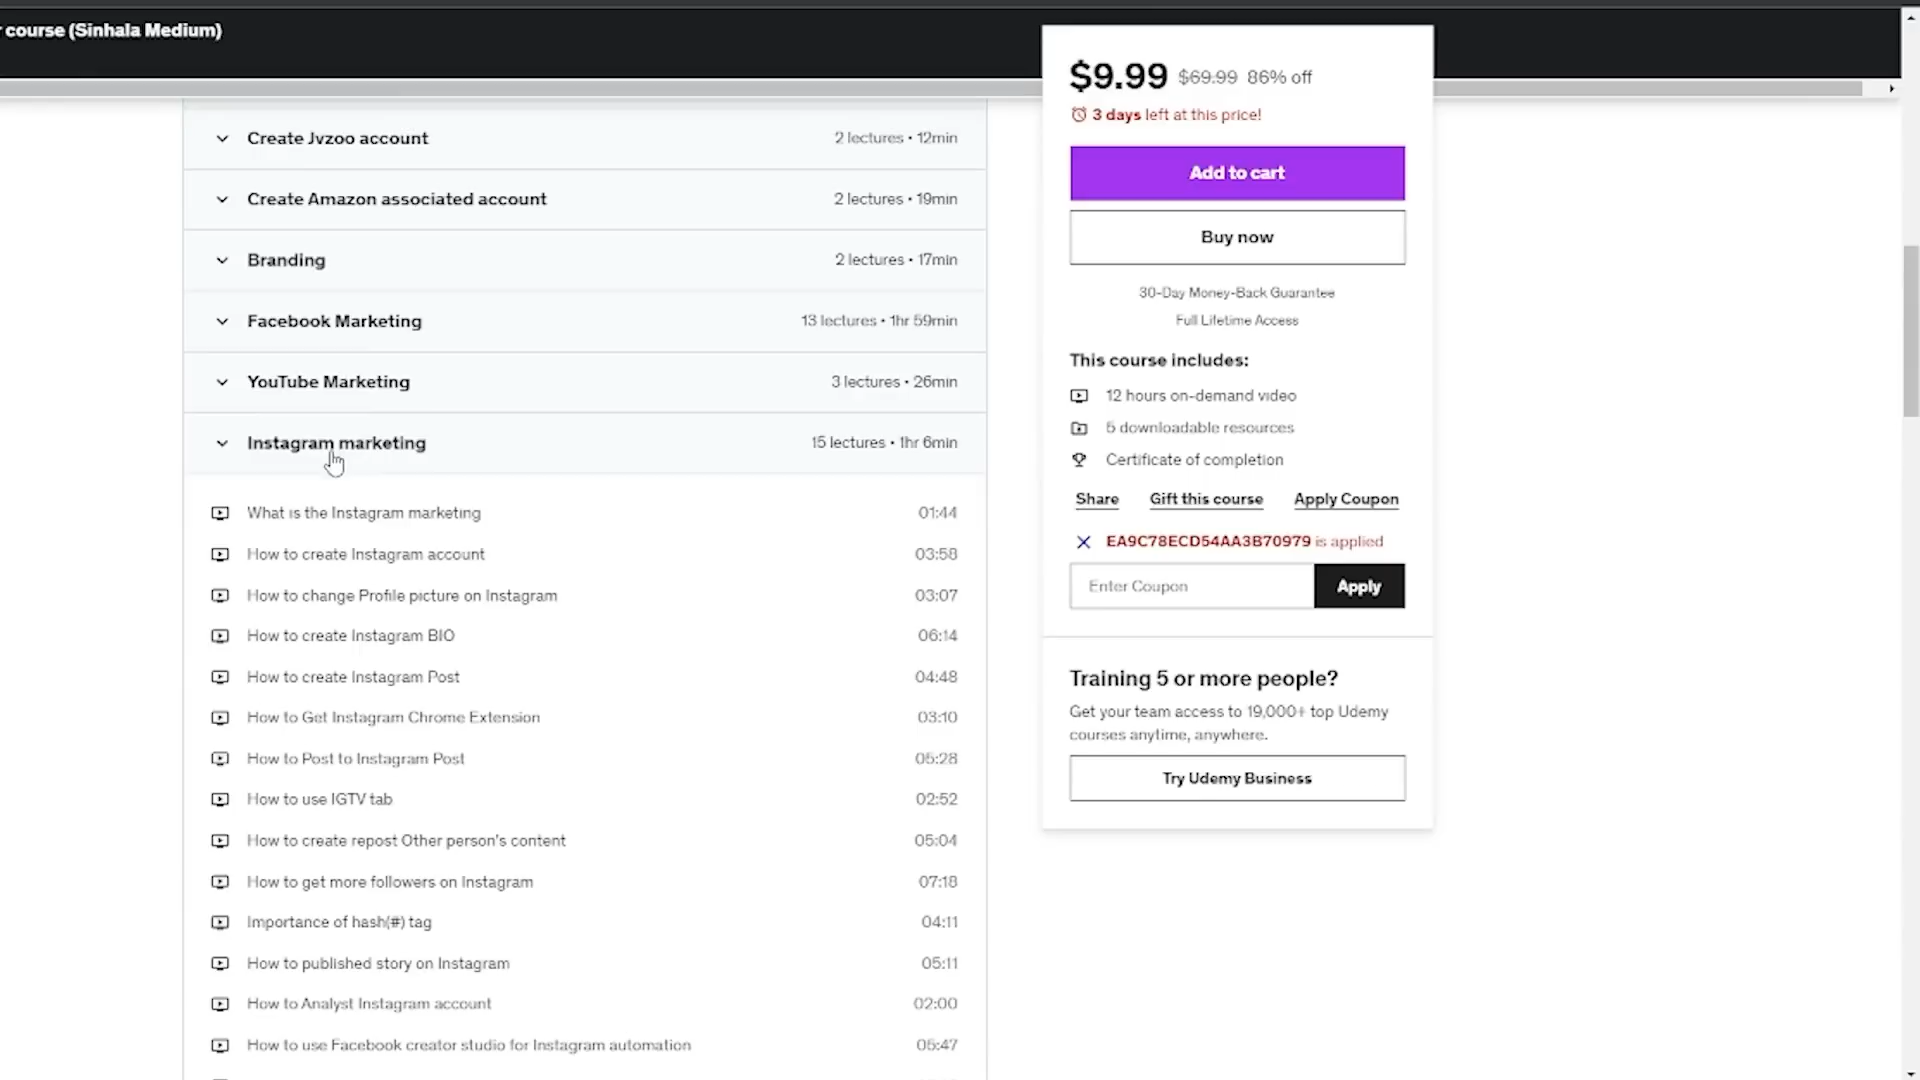 course (Sinhala Medium)
Create Jvzoo account 2 lectures • 12min
Create Amazon associated account 2 lectures • 19min
Branding 2 lectures • 17min
Facebook Marketing 13 lectures • 1hr 59min
YouTube Marketing 3 lectures • 26min
Instagram marketing 15 lectures • 1hr 6min
What is the Instagram marketing 01:44
How to create Instagram account 03:58
How to change Profile picture on Instagram 03:07
How to create Instagram BIO 06:14
How to create Instagram Post 04:48
How to Get Instagram Chrome Extension 03:10
How to Post to Instagram Post 05:28
How to use IGTV tab 02:52
How to create repost Other person's content 05:04
How to get more followers on Instagram 07:18
Importance of hash(#) tag 04:11
How to published story on Instagram 05:11
How to Analyst Instagram account 02:00
How to use Facebook creator studio for Instagram automation 05:47
$9.99 $69.99 86% off
3 days left at this price!
Add to cart
Buy now
30-Day Money-Back Guarantee
Full Lifetime Access
This course includes:
12 hours on-demand video
5 downloadable resources
Certificate of completion
Share Gift this course Apply Coupon
EA9C78ECD54AA3B70979 is applied
Enter Coupon Apply
Training 5 or more people?
Get your team access to 19,000+ top Udemy
courses anytime, anywhere.
Try Udemy Business